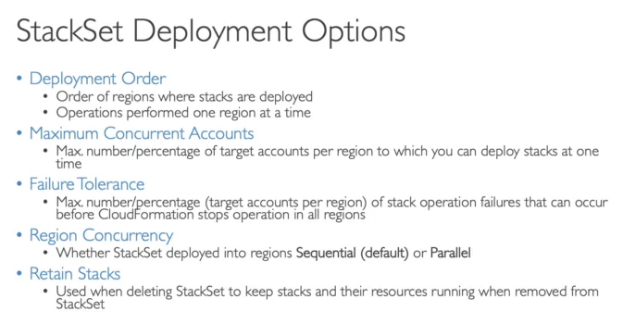 StackSet Deployment Options
• Deployment Order
• Order of regions where stacks are deployed
• Operations performed one region at a time
• Maximum Concurrent Accounts
• Max. number/percentage of target accounts per region to which you can deploy stacks at one
time
• Failure Tolerance
• Max. number/percentage (target accounts per region) of stack operation failures that can occur
before CloudFormation stops operation in all regions
• Region Concurrency
• Whether StackSet deployed into regions Sequential (default) or Parallel
• Retain Stacks
• Used when deleting StackSet to keep stacks and their resources running when removed from
StackSet